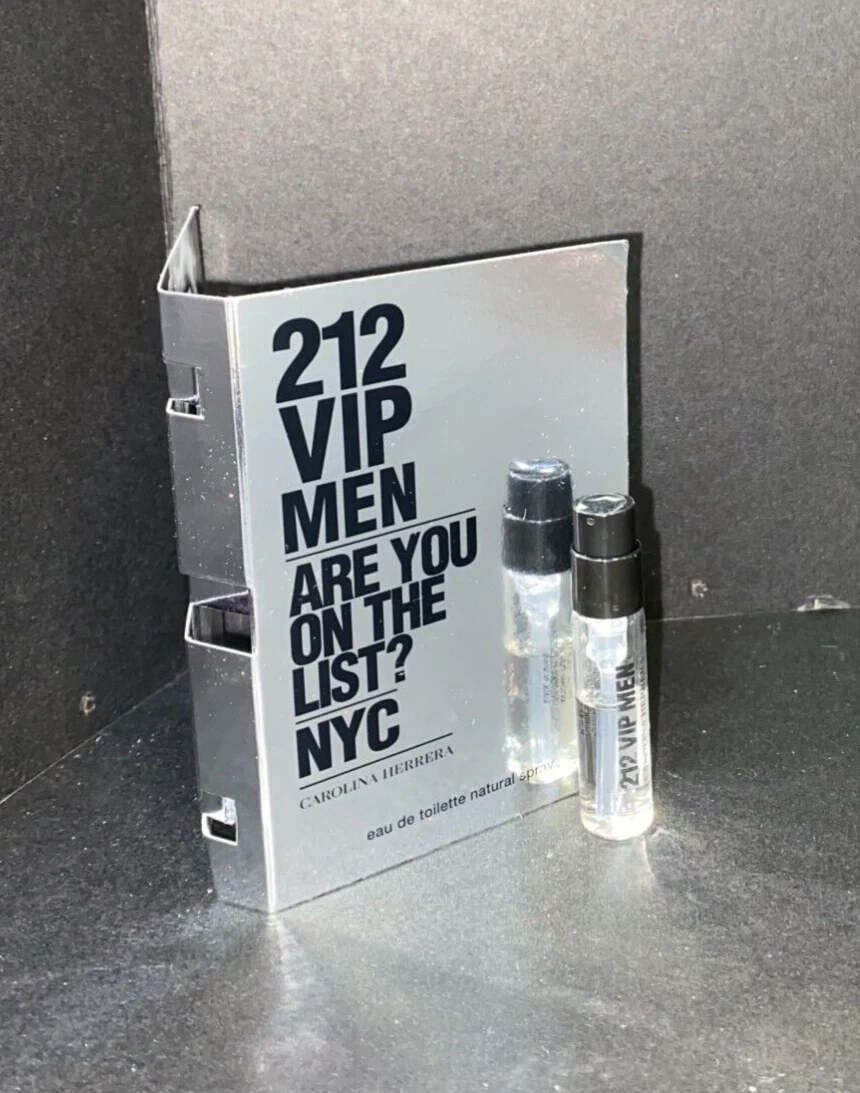 212
VIP
MEN
ARE YOU
ON THE
LIST?
NYC
CAROLINA HERRERA
eau de toilette natural spray
212 VIP MEN